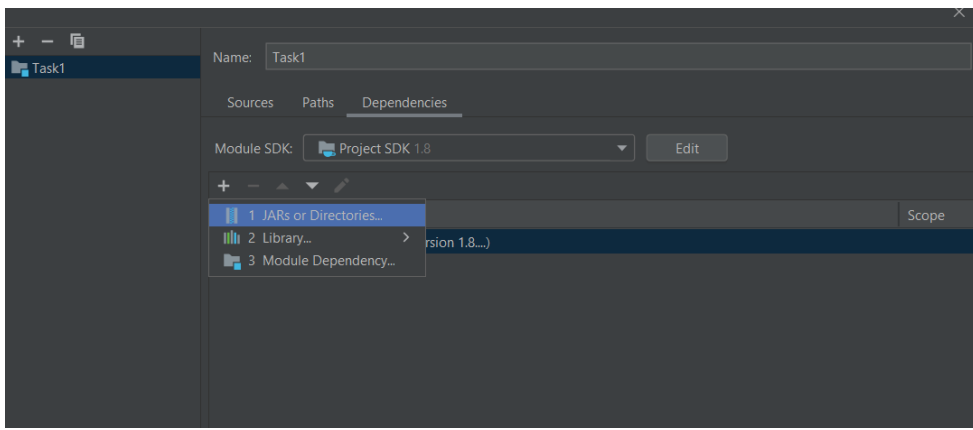 Task1
Name: Task1
Sources Paths Dependencies
Module SDK: Project SDK 1.8 Edit
1 JARs or Directories... Scope
2 Library... rsion 1.8....)
3 Module Dependency...